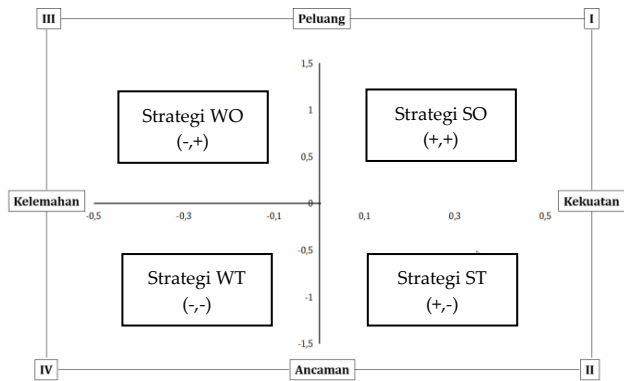 III Peluang I
1,5
Strategi WO
(-,+)
1
Strategi SO
(+,+)
0,5
Kelemahan 0 Kekuatan
-0,5 -0,3 -0,1 0,1 0,3 0,5
-0,5
Strategi WT
(-,-)
-1
Strategi ST
(+,-)
-1,5
IV Ancaman II